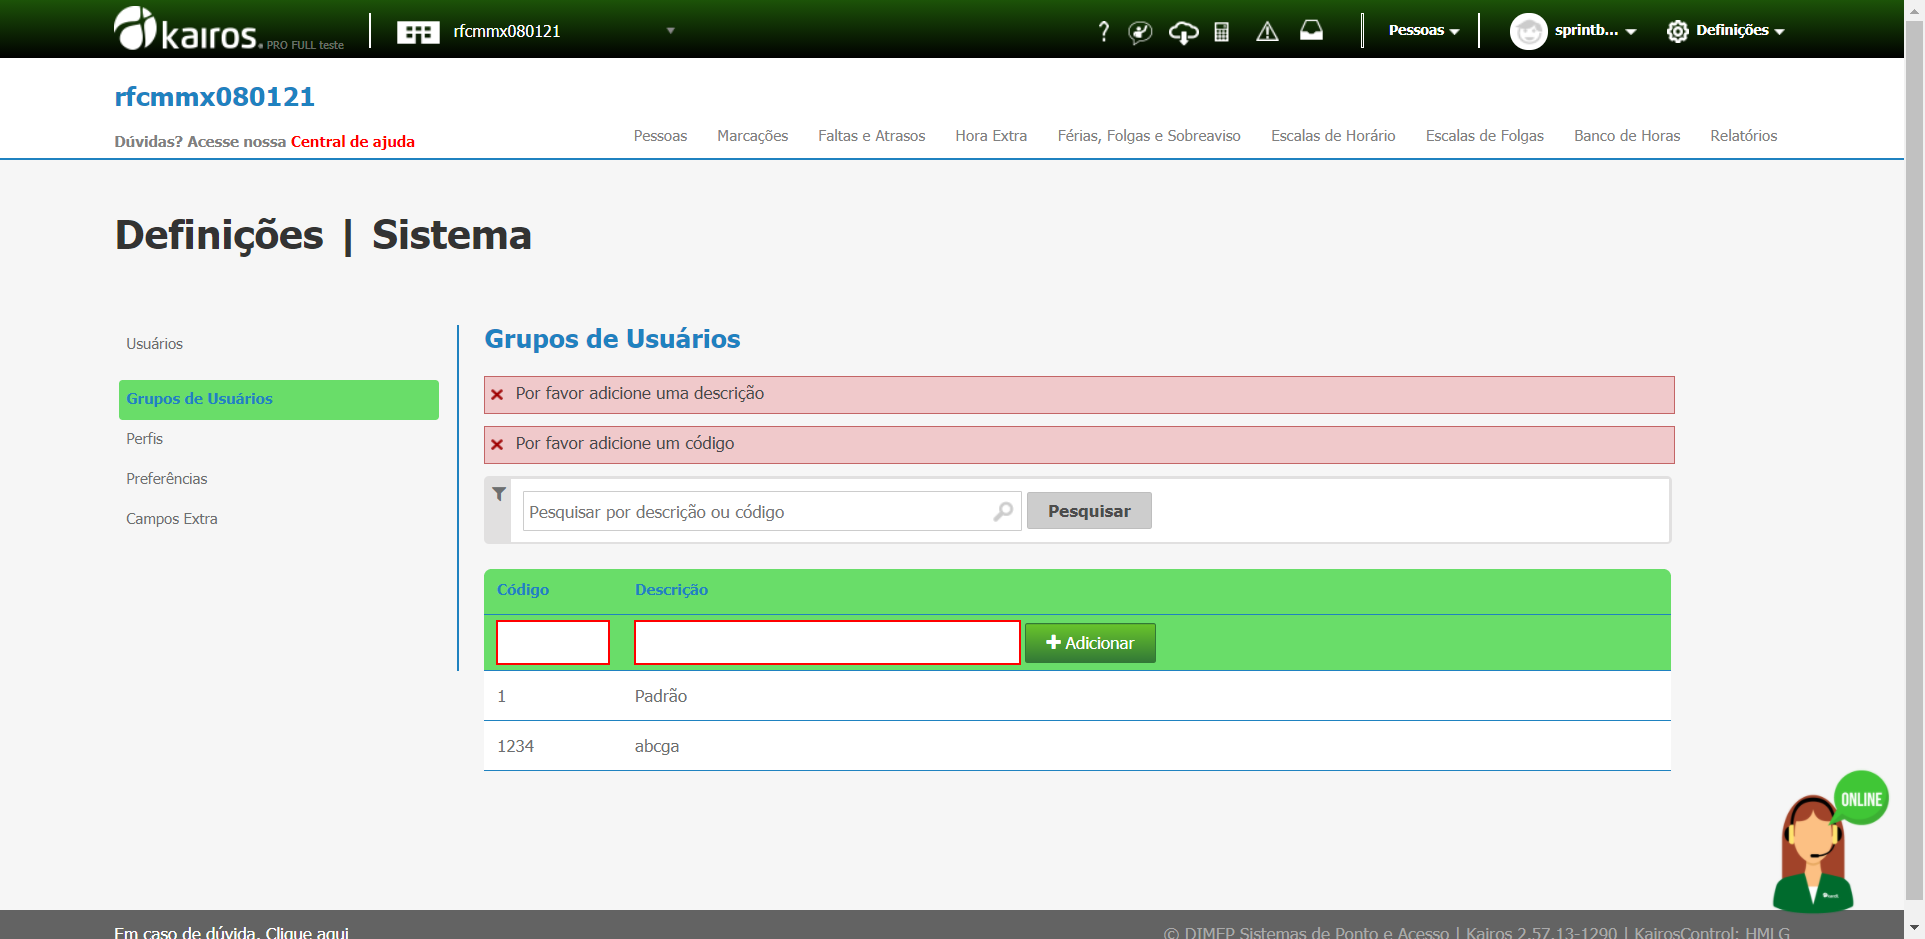 kairos. PRO FULL teste
rfcmmx080121
?
Pessoas
sprintb...
Definições
rfcmmx080121
Dúvidas? Acesse nossa Central de ajuda
Pessoas Marcações Faltas e Atrasos Hora Extra Férias, Folgas e Sobreaviso Escalas de Horário Escalas de Folgas Banco de Horas Relatórios
Definições | Sistema
Usuários
Grupos de Usuários
Perfis
Preferências
Campos Extra
Grupos de Usuários
Por favor adicione uma descrição
Por favor adicione um código
Pesquisar por descrição ou código
Pesquisar
Código Descrição
Adicionar
1 Padrão
1234 abcga
ONLINE
Em caso de dúvida, Clique aqui
© DIMEP Sistemas de Ponto e Acesso | Kairos 2.57.13-1290 | KairosControl: HMLG